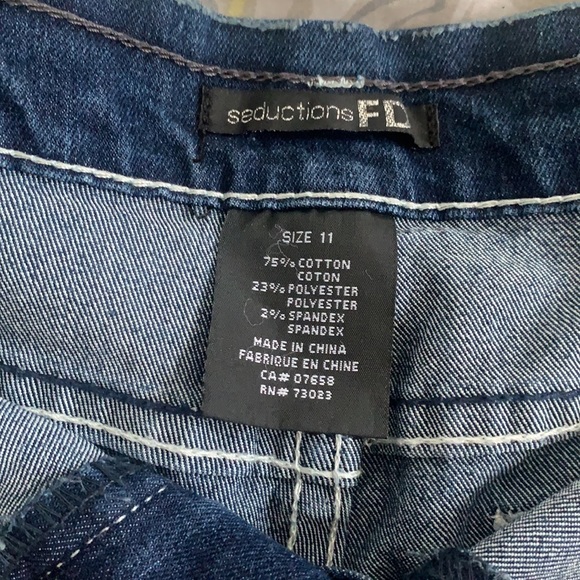 seductions FD
SIZE 11
75% COTTON
COTON
23% POLYESTER
POLYESTER
2% SPANDEX
SPANDEX
MADE IN CHINA
FABRIQUE EN CHINE
CA# 07658
RN# 73023